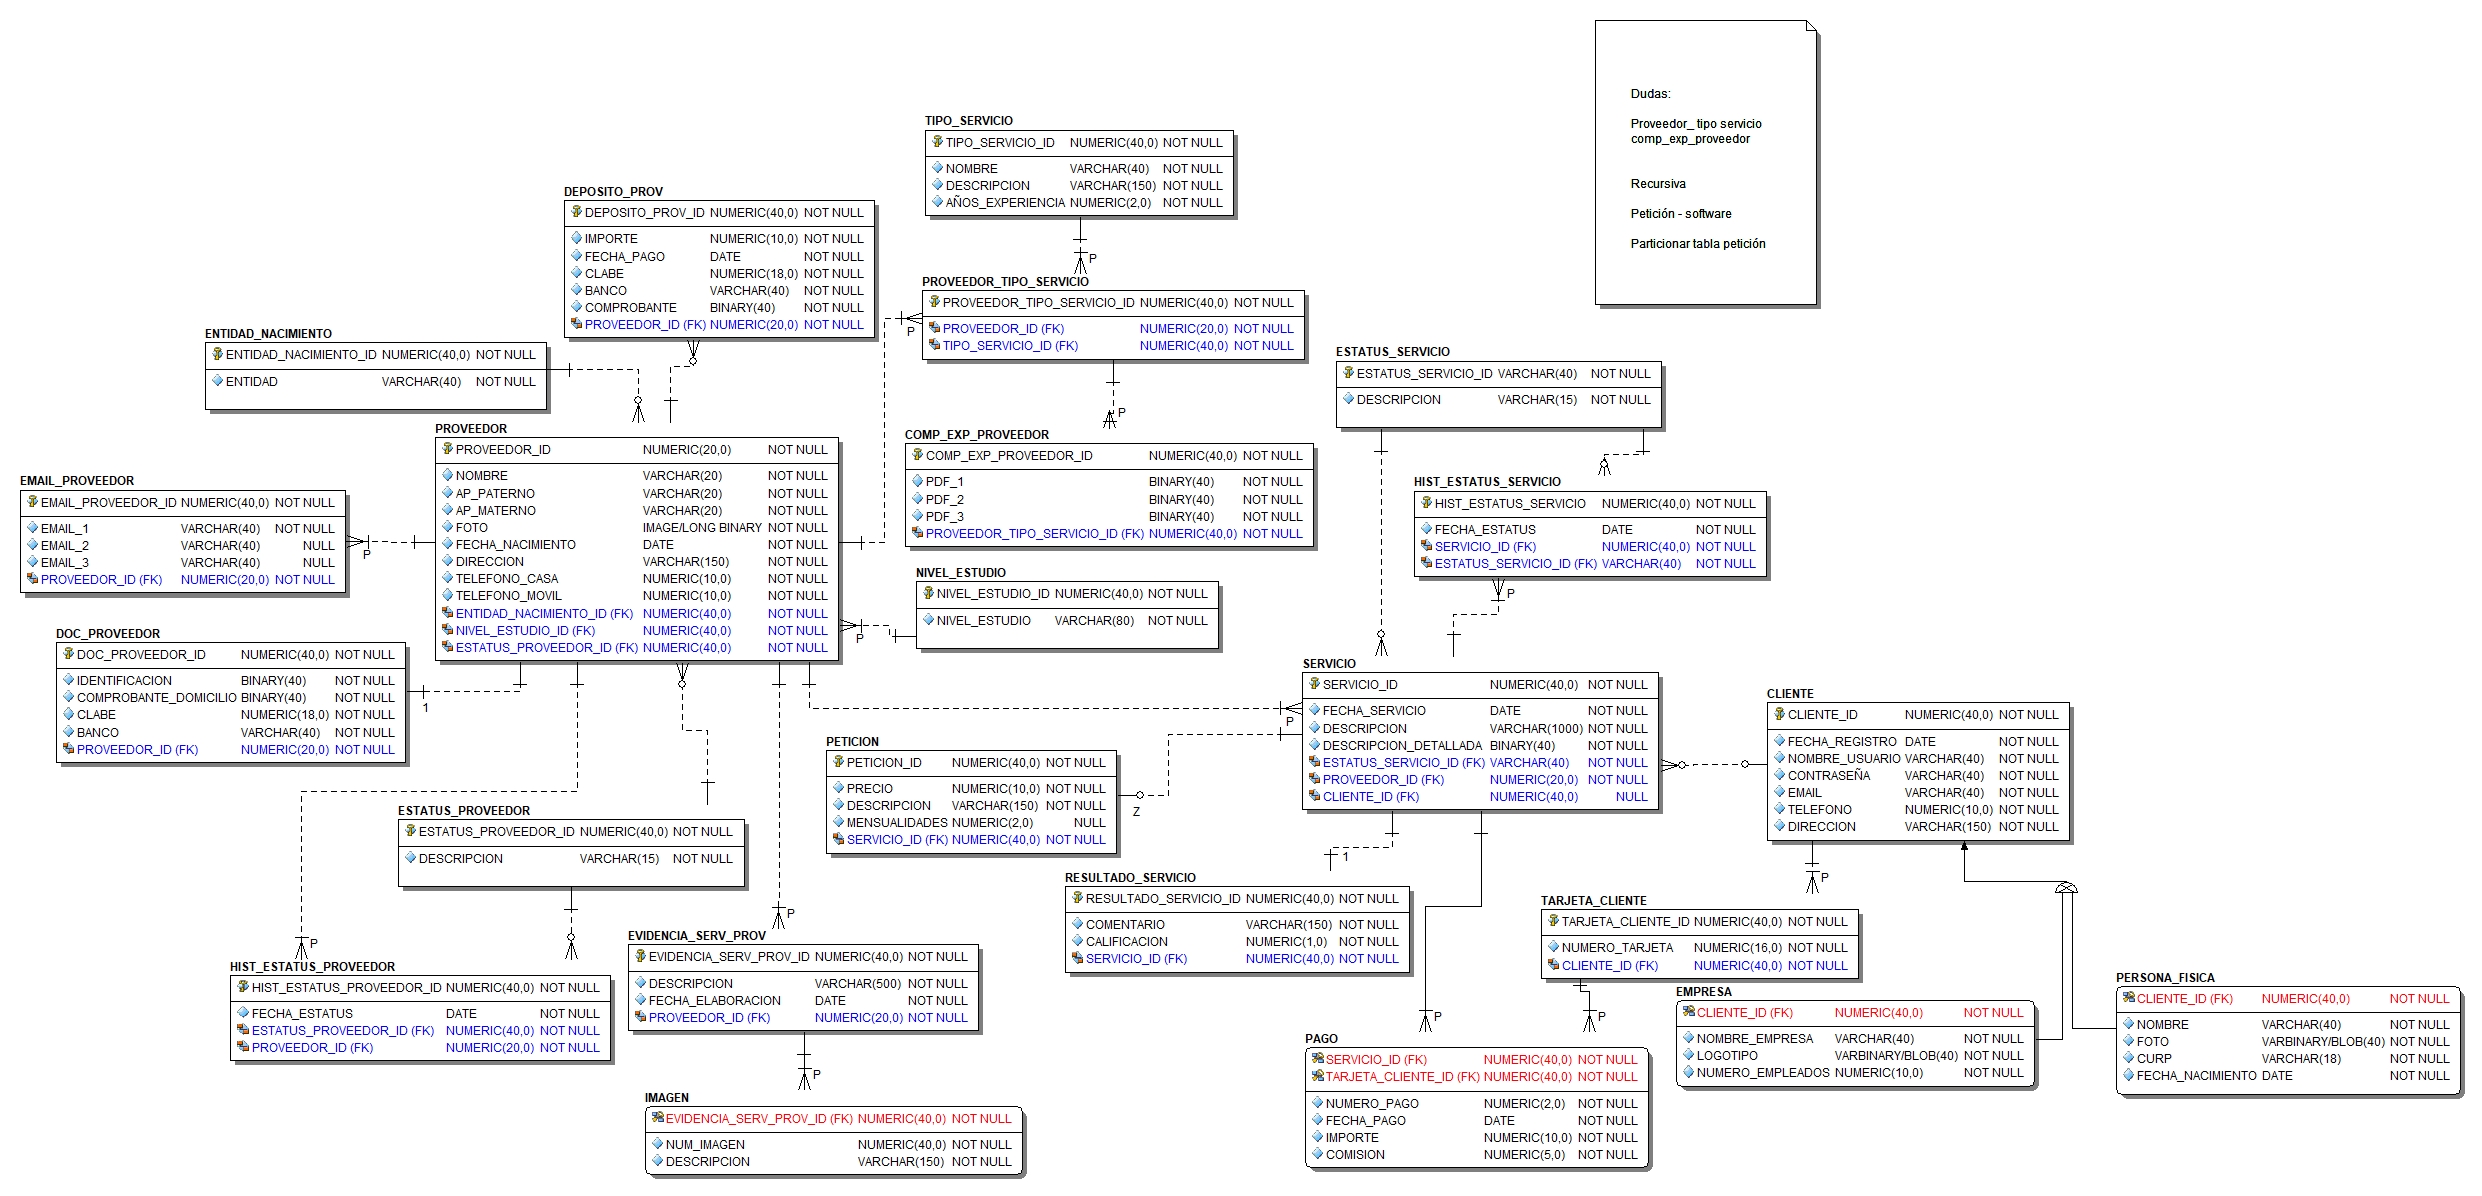 Dudas:
Proveedor_ tipo servicio
comp_exp_proveedor
Recursiva
Petición - software
Particionar tabla petición
TIPO_SERVICIO
TIPO_SERVICIO_ID NUMERIC(40,0) NOT NULL
NOMBRE VARCHAR(40) NOT NULL
DESCRIPCION VARCHAR(150) NOT NULL
AÑOS_EXPERIENCIA NUMERIC(2,0) NOT NULL
P
DEPOSITO_PROV
DEPOSITO_PROV_ID NUMERIC(40,0) NOT NULL
IMPORTE NUMERIC(10,0) NOT NULL
FECHA_PAGO DATE NOT NULL
CLABE NUMERIC(18,0) NOT NULL
BANCO VARCHAR(40) NOT NULL
COMPROBANTE BINARY(40) NOT NULL
PROVEEDOR_ID (FK) NUMERIC(20,0) NOT NULL
PROVEEDOR_TIPO_SERVICIO
PROVEEDOR_TIPO_SERVICIO_ID NUMERIC(40,0) NOT NULL
PROVEEDOR_ID (FK) NUMERIC(20,0) NOT NULL
TIPO_SERVICIO_ID (FK) NUMERIC(40,0) NOT NULL
P
P
ENTIDAD_NACIMIENTO
ENTIDAD_NACIMIENTO_ID NUMERIC(40,0) NOT NULL
ENTIDAD VARCHAR(40) NOT NULL
ESTATUS_SERVICIO
ESTATUS_SERVICIO_ID VARCHAR(40) NOT NULL
DESCRIPCION VARCHAR(15) NOT NULL
PROVEEDOR
PROVEEDOR_ID NUMERIC(20,0) NOT NULL
NOMBRE VARCHAR(20) NOT NULL
AP_PATERNO VARCHAR(20) NOT NULL
AP_MATERNO VARCHAR(20) NOT NULL
FOTO IMAGE/LONG BINARY NOT NULL
FECHA_NACIMIENTO DATE NOT NULL
DIRECCION VARCHAR(150) NOT NULL
TELEFONO_CASA NUMERIC(10,0) NOT NULL
TELEFONO_MOVIL NUMERIC(10,0) NOT NULL
ENTIDAD_NACIMIENTO_ID (FK) NUMERIC(40,0) NOT NULL
NIVEL_ESTUDIO_ID (FK) NUMERIC(40,0) NOT NULL
ESTATUS_PROVEEDOR_ID (FK) NUMERIC(40,0) NOT NULL
COMP_EXP_PROVEEDOR
COMP_EXP_PROVEEDOR_ID NUMERIC(40,0) NOT NULL
PDF_1 BINARY(40) NOT NULL
PDF_2 BINARY(40) NOT NULL
PDF_3 BINARY(40) NOT NULL
PROVEEDOR_TIPO_SERVICIO_ID (FK) NUMERIC(40,0) NOT NULL
EMAIL_PROVEEDOR
EMAIL_PROVEEDOR_ID NUMERIC(40,0) NOT NULL
EMAIL_1 VARCHAR(40) NOT NULL
EMAIL_2 VARCHAR(40) NULL
EMAIL_3 VARCHAR(40) NULL
PROVEEDOR_ID (FK) NUMERIC(20,0) NOT NULL
P
HIST_ESTATUS_SERVICIO
HIST_ESTATUS_SERVICIO NUMERIC(40,0) NOT NULL
FECHA_ESTATUS DATE NOT NULL
SERVICIO_ID (FK) NUMERIC(40,0) NOT NULL
ESTATUS_SERVICIO_ID (FK) VARCHAR(40) NOT NULL
P
NIVEL_ESTUDIO
NIVEL_ESTUDIO_ID NUMERIC(40,0) NOT NULL
NIVEL_ESTUDIO VARCHAR(80) NOT NULL
P
DOC_PROVEEDOR
DOC_PROVEEDOR_ID NUMERIC(40,0) NOT NULL
IDENTIFICACION BINARY(40) NOT NULL
COMPROBANTE_DOMICILIO BINARY(40) NOT NULL
CLABE NUMERIC(18,0) NOT NULL
BANCO VARCHAR(40) NOT NULL
PROVEEDOR_ID (FK) NUMERIC(20,0) NOT NULL
1
SERVICIO
SERVICIO_ID NUMERIC(40,0) NOT NULL
FECHA_SERVICIO DATE NOT NULL
DESCRIPCION VARCHAR(1000) NOT NULL
DESCRIPCION_DETALLADA BINARY(40) NOT NULL
ESTATUS_SERVICIO_ID (FK) VARCHAR(40) NOT NULL
PROVEEDOR_ID (FK) NUMERIC(20,0) NOT NULL
CLIENTE_ID (FK) NUMERIC(40,0) NULL
P
CLIENTE
CLIENTE_ID NUMERIC(40,0) NOT NULL
FECHA_REGISTRO DATE NOT NULL
NOMBRE_USUARIO VARCHAR(40) NOT NULL
CONTRASEÑA VARCHAR(40) NOT NULL
EMAIL VARCHAR(40) NOT NULL
TELEFONO NUMERIC(10,0) NOT NULL
DIRECCION VARCHAR(150) NOT NULL
PETICION
PETICION_ID NUMERIC(40,0) NOT NULL
PRECIO NUMERIC(10,0) NOT NULL
DESCRIPCION VARCHAR(150) NOT NULL
MENSUALIDADES NUMERIC(2,0) NULL
SERVICIO_ID (FK) NUMERIC(40,0) NOT NULL
Z
ESTATUS_PROVEEDOR
ESTATUS_PROVEEDOR_ID NUMERIC(40,0) NOT NULL
DESCRIPCION VARCHAR(15) NOT NULL
1
RESULTADO_SERVICIO
RESULTADO_SERVICIO_ID NUMERIC(40,0) NOT NULL
COMENTARIO VARCHAR(150) NOT NULL
CALIFICACION NUMERIC(1,0) NOT NULL
SERVICIO_ID (FK) NUMERIC(40,0) NOT NULL
P
TARJETA_CLIENTE
TARJETA_CLIENTE_ID NUMERIC(40,0) NOT NULL
NUMERO_TARJETA NUMERIC(16,0) NOT NULL
CLIENTE_ID (FK) NUMERIC(40,0) NOT NULL
P
P
EVIDENCIA_SERV_PROV
EVIDENCIA_SERV_PROV_ID NUMERIC(40,0) NOT NULL
DESCRIPCION VARCHAR(500) NOT NULL
FECHA_ELABORACION DATE NOT NULL
PROVEEDOR_ID (FK) NUMERIC(20,0) NOT NULL
HIST_ESTATUS_PROVEEDOR
HIST_ESTATUS_PROVEEDOR_ID NUMERIC(40,0) NOT NULL
FECHA_ESTATUS DATE NOT NULL
ESTATUS_PROVEEDOR_ID (FK) NUMERIC(40,0) NOT NULL
PROVEEDOR_ID (FK) NUMERIC(20,0) NOT NULL
PERSONA_FISICA
CLIENTE_ID (FK) NUMERIC(40,0) NOT NULL
NOMBRE VARCHAR(40) NOT NULL
FOTO VARBINARY/BLOB(40) NOT NULL
CURP VARCHAR(18) NOT NULL
FECHA_NACIMIENTO DATE NOT NULL
EMPRESA
CLIENTE_ID (FK) NUMERIC(40,0) NOT NULL
NOMBRE_EMPRESA VARCHAR(40) NOT NULL
LOGOTIPO VARBINARY/BLOB(40) NOT NULL
NUMERO_EMPLEADOS NUMERIC(10,0) NOT NULL
P
P
PAGO
SERVICIO_ID (FK) NUMERIC(40,0) NOT NULL
TARJETA_CLIENTE_ID (FK) NUMERIC(40,0) NOT NULL
NUMERO_PAGO NUMERIC(2,0) NOT NULL
FECHA_PAGO DATE NOT NULL
IMPORTE NUMERIC(10,0) NOT NULL
COMISION NUMERIC(5,0) NOT NULL
P
IMAGEN
EVIDENCIA_SERV_PROV_ID (FK) NUMERIC(40,0) NOT NULL
NUM_IMAGEN NUMERIC(40,0) NOT NULL
DESCRIPCION VARCHAR(150) NOT NULL